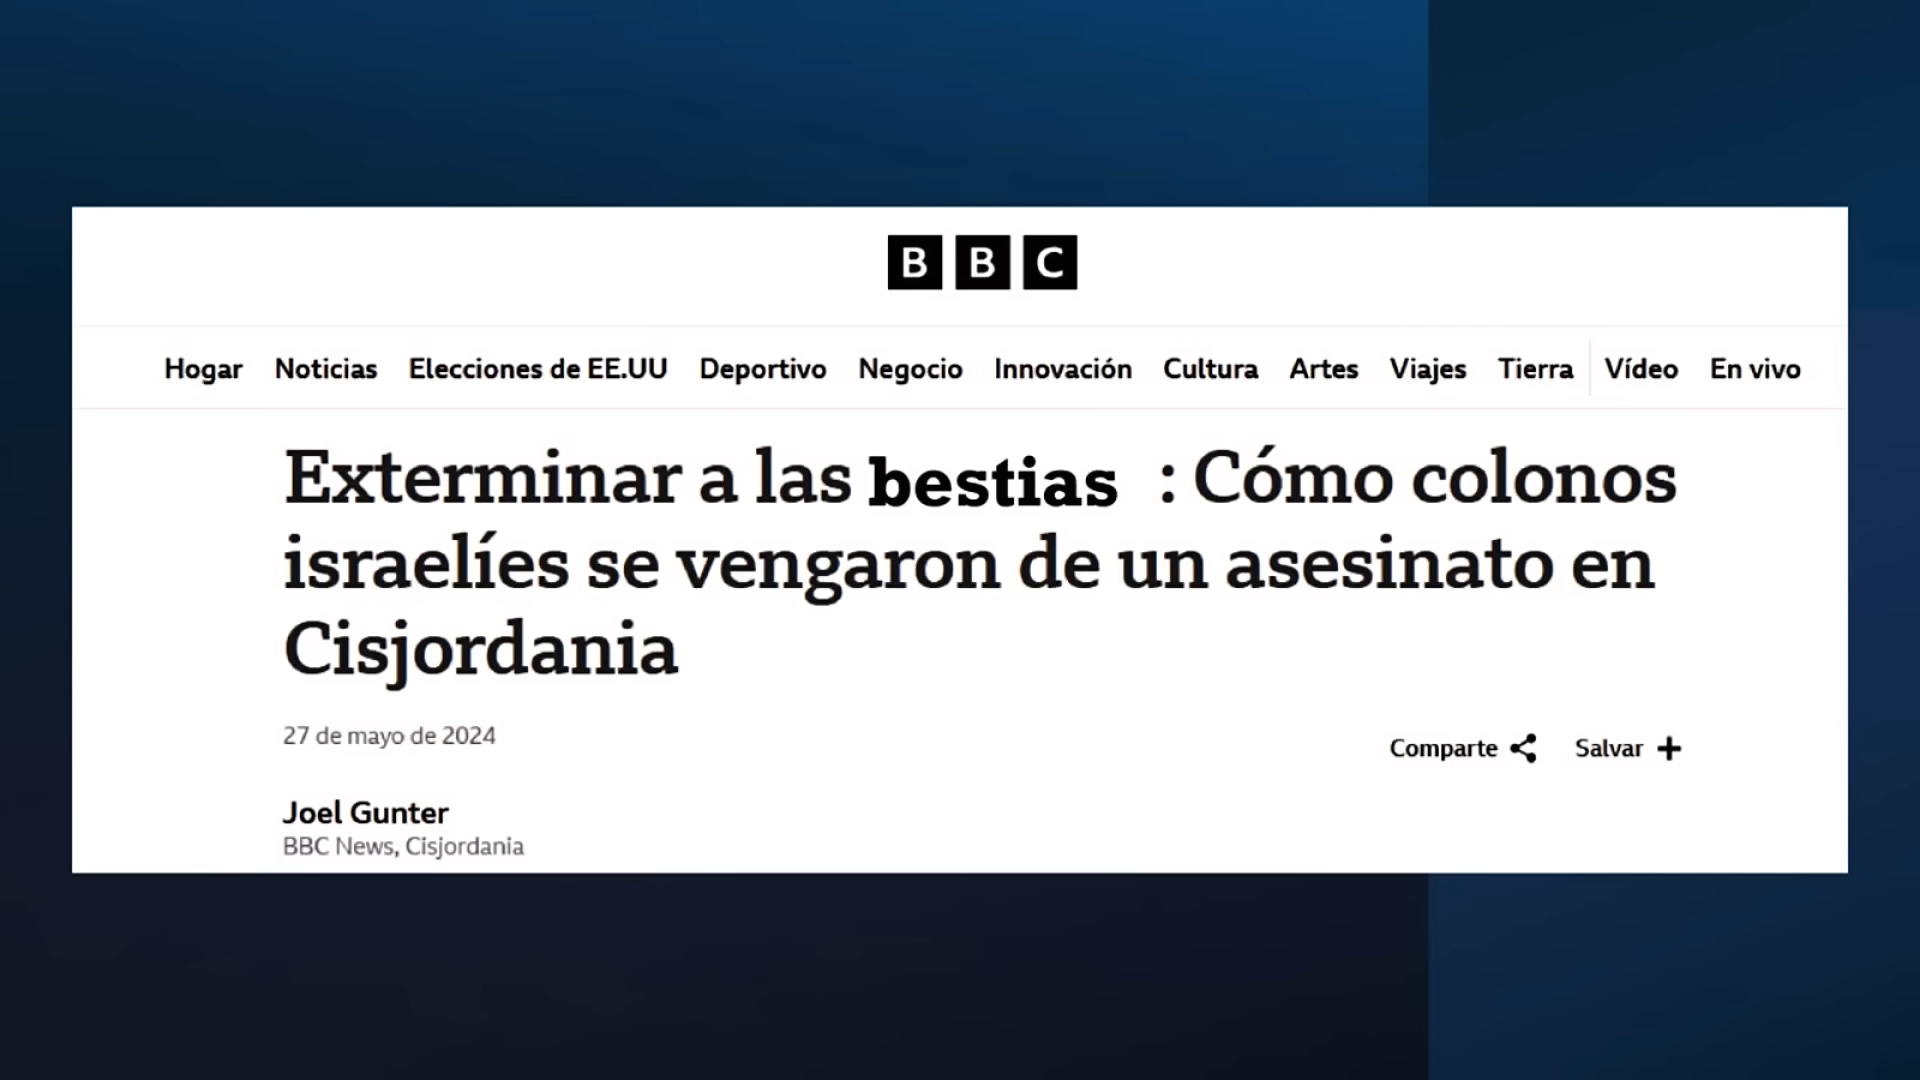 BBC
Hogar Noticias Elecciones de EE.UU Deportivo Negocio Innovación Cultura Artes Viajes Tierra Vídeo En vivo
Exterminar a las bestias : Cómo colonos
israelíes se vengaron de un asesinato en
Cisjordania
27 de mayo de 2024
Comparte Salvar
Joel Gunter
BBC News, Cisjordania